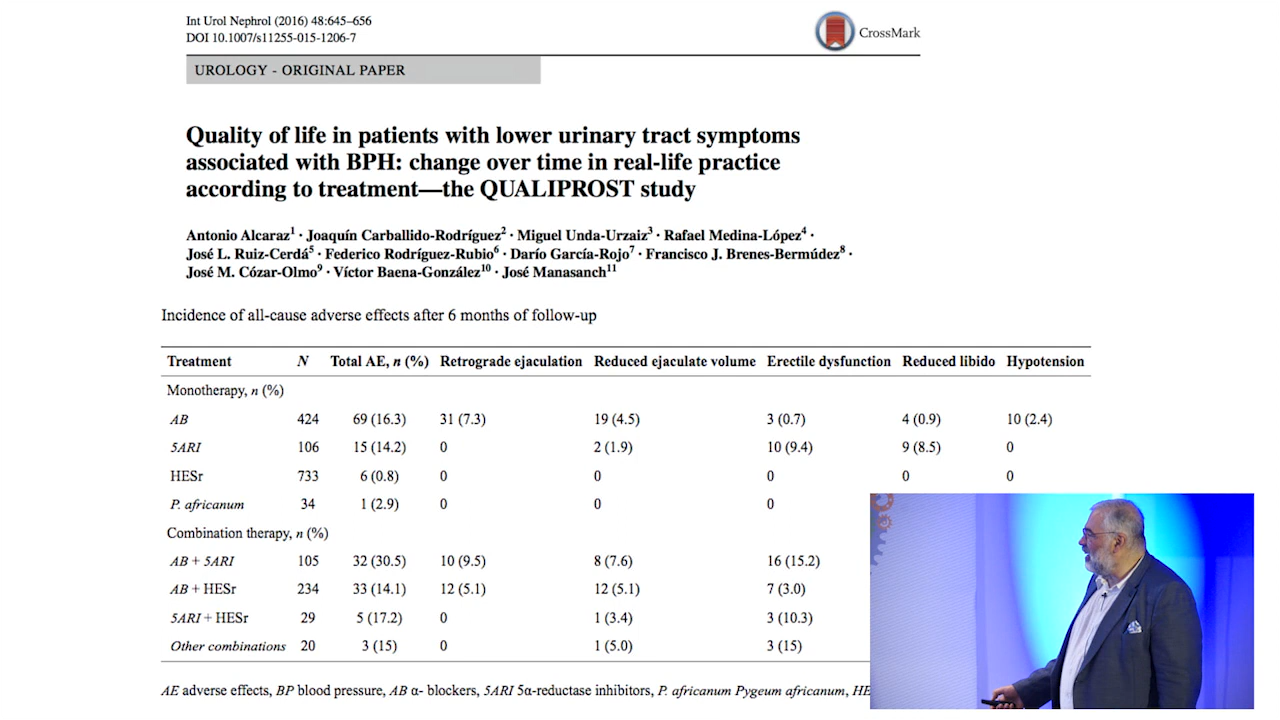 Int Urol Nephrol (2016) 48:645–656
DOI 10.1007/s11255-015-1206-7
CrossMark
UROLOGY - ORIGINAL PAPER
Quality of life in patients with lower urinary tract symptoms
associated with BPH: change over time in real-life practice
according to treatment—the QUALIPROST study
Antonio Alcaraz1 · Joaquín Carballido-Rodríguez2 · Miguel Unda-Urzaiz3 · Rafael Medina-López4 ·
José L. Ruiz-Cerdá5 · Federico Rodríguez-Rubio6 · Darío García-Rojo7 · Francisco J. Brenes-Bermúdez8 ·
José M. Cózar-Olmo9 · Víctor Baena-González10 · José Manasanch11
Incidence of all-cause adverse effects after 6 months of follow-up
Treatment N Total AE, n (%) Retrograde ejaculation Reduced ejaculate volume Erectile dysfunction Reduced libido Hypotension
Monotherapy, n (%)
AB 424 69 (16.3) 31 (7.3) 19 (4.5) 3 (0.7) 4 (0.9) 10 (2.4)
5ARI 106 15 (14.2) 0 2 (1.9) 10 (9.4) 9 (8.5) 0
HESr 733 6 (0.8) 0 0 0 0 0
P. africanum 34 1 (2.9) 0 0 0
Combination therapy, n (%)
AB + 5ARI 105 32 (30.5) 10 (9.5) 8 (7.6) 16 (15.2)
AB + HESr 234 33 (14.1) 12 (5.1) 12 (5.1) 7 (3.0)
5ARI + HESr 29 5 (17.2) 0 1 (3.4) 3 (10.3)
Other combinations 20 3 (15) 0 1 (5.0) 3 (15)
AE adverse effects, BP blood pressure, AB α- blockers, 5ARI 5α-reductase inhibitors, P. africanum Pygeum africanum, HE